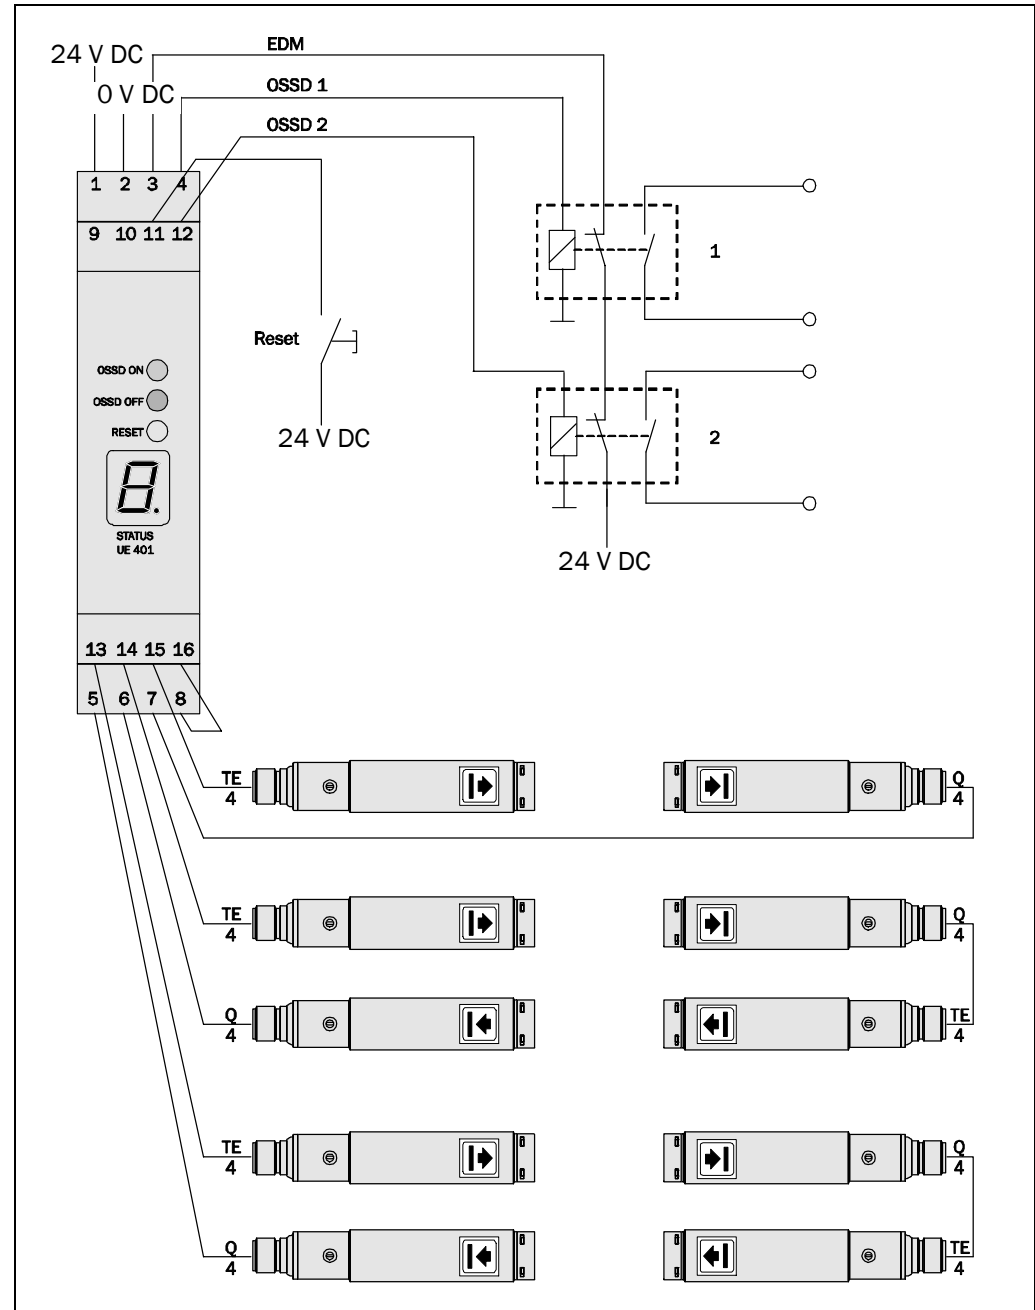 EDM
24 V DC
0 V DC
OSSD 1
OSSD 2
1 2 3 4
9 10 11 12
1
Reset
OSSD ON
OSSD OFF
RESET
24 V DC
2
8.
STATUS
UE 401
24 V DC
13 14 15 16
5 6 7 8
TE
4
Q
4
TE
4
Q
4
Q
4
TE
4
TE
4
Q
4
Q
4
TE
4